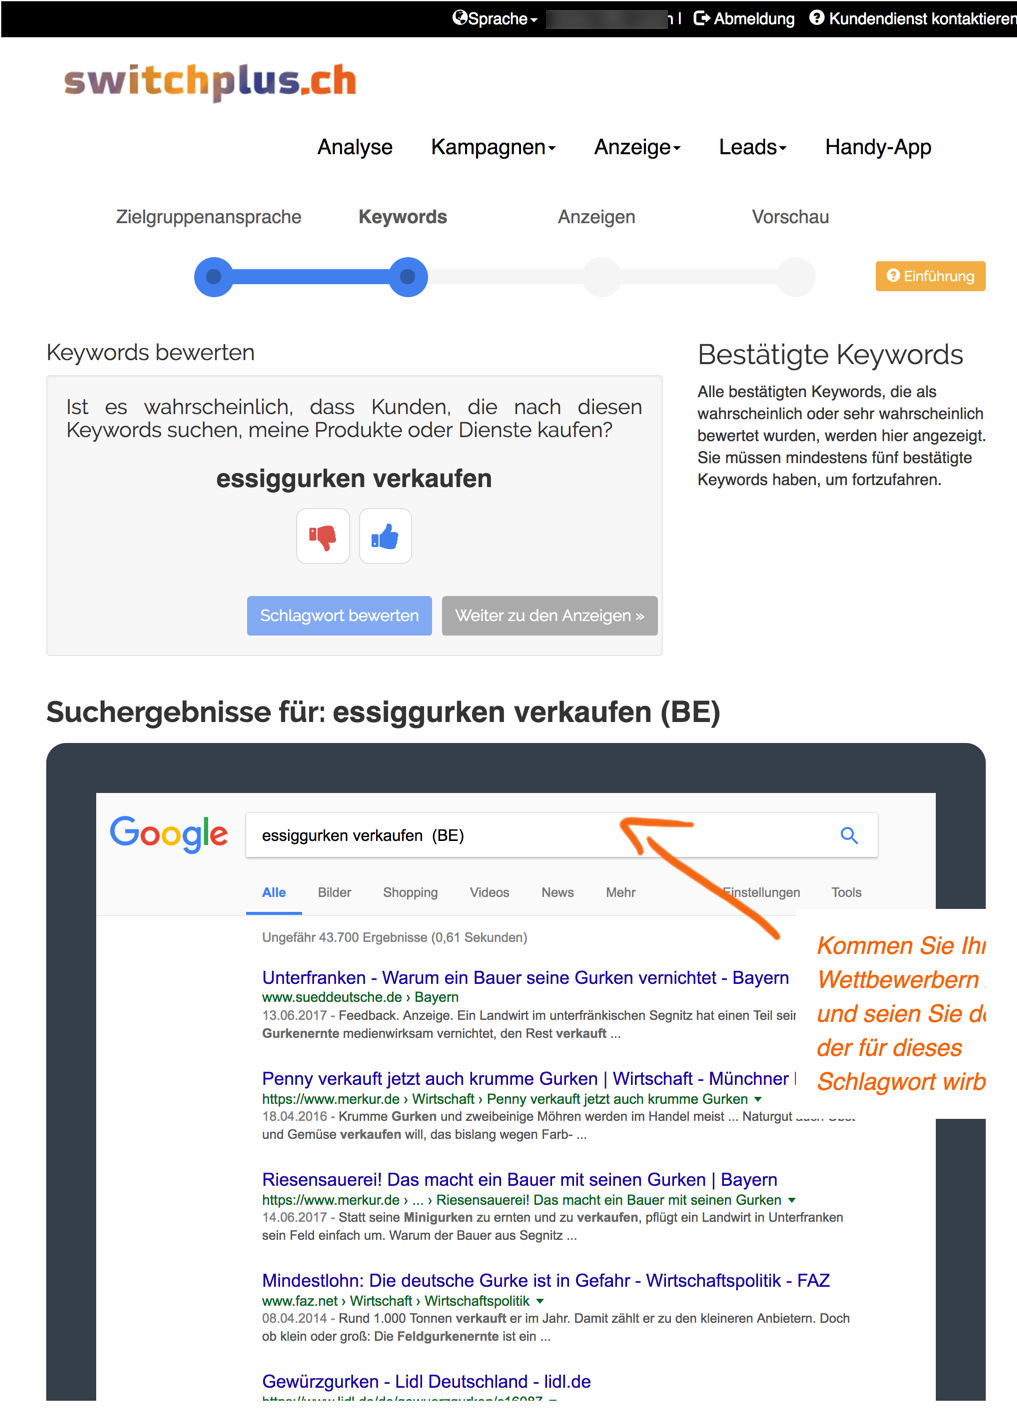 Sprache
Abmeldung
Kundendienst kontaktieren
switchplus.ch
Analyse Kampagnen Anzeige Leads Handy-App
Zielgruppenansprache Keywords Anzeigen Vorschau
Einführung
Keywords bewerten
Ist es wahrscheinlich, dass Kunden, die nach diesen
Keywords suchen, meine Produkte oder Dienste kaufen?
essiggurken verkaufen
Schlagwort bewerten
Weiter zu den Anzeigen »
Bestätigte Keywords
Alle bestätigten Keywords, die als
wahrscheinlich oder sehr wahrscheinlich
bewertet wurden, werden hier angezeigt.
Sie müssen mindestens fünf bestätigte
Keywords haben, um fortzufahren.
Suchergebnisse für: essiggurken verkaufen (BE)
Google
essiggurken verkaufen (BE)
Alle Bilder Shopping Videos News Mehr Einstellungen Tools
Ungefähr 43.700 Ergebnisse (0,61 Sekunden)
Unterfranken - Warum ein Bauer seine Gurken vernichtet - Bayern
www.sueddeutsche.de › Bayern
13.06.2017 - Feedback. Anzeige. Ein Landwirt im unterfränkischen Segnitz hat einen Teil
Gurkenernte medienwirksam vernichtet, den Rest verkauft ...
Penny verkauft jetzt auch krumme Gurken | Wirtschaft - Münchner
https://www.merkur.de › Wirtschaft › Penny verkauft jetzt auch krumme Gurken
18.04.2016 - Krumme Gurken und zweibeinige Möhren werden im Handel meist ... Naturgut auch Obst
und Gemüse verkaufen will, das bislang wegen Farb- ...
Riesensauerei! Das macht ein Bauer mit seinen Gurken | Bayern
https://www.merkur.de › ... › Riesensauerei! Das macht ein Bauer mit seinen Gurken
14.06.2017 - Statt seine Minigurken zu ernten und zu verkaufen, pflügt ein Landwirt in Unterfranken
sein Feld einfach um. Warum der Bauer aus Segnitz ...
Mindestlohn: Die deutsche Gurke ist in Gefahr - Wirtschaftspolitik - FAZ
www.faz.net › Wirtschaft › Wirtschaftspolitik
08.04.2014 - Rund 1.000 Tonnen verkauft er im Jahr. Damit zählt er zu den kleineren Anbietern. Doch
ob klein oder groß: Die Feldgurkenernte ist ein ...
Gewürzgurken - Lidl Deutschland - lidl.de
Kommen Sie
Wettbewerbern
und seien Sie
der für dieses
Schlagwort wirb